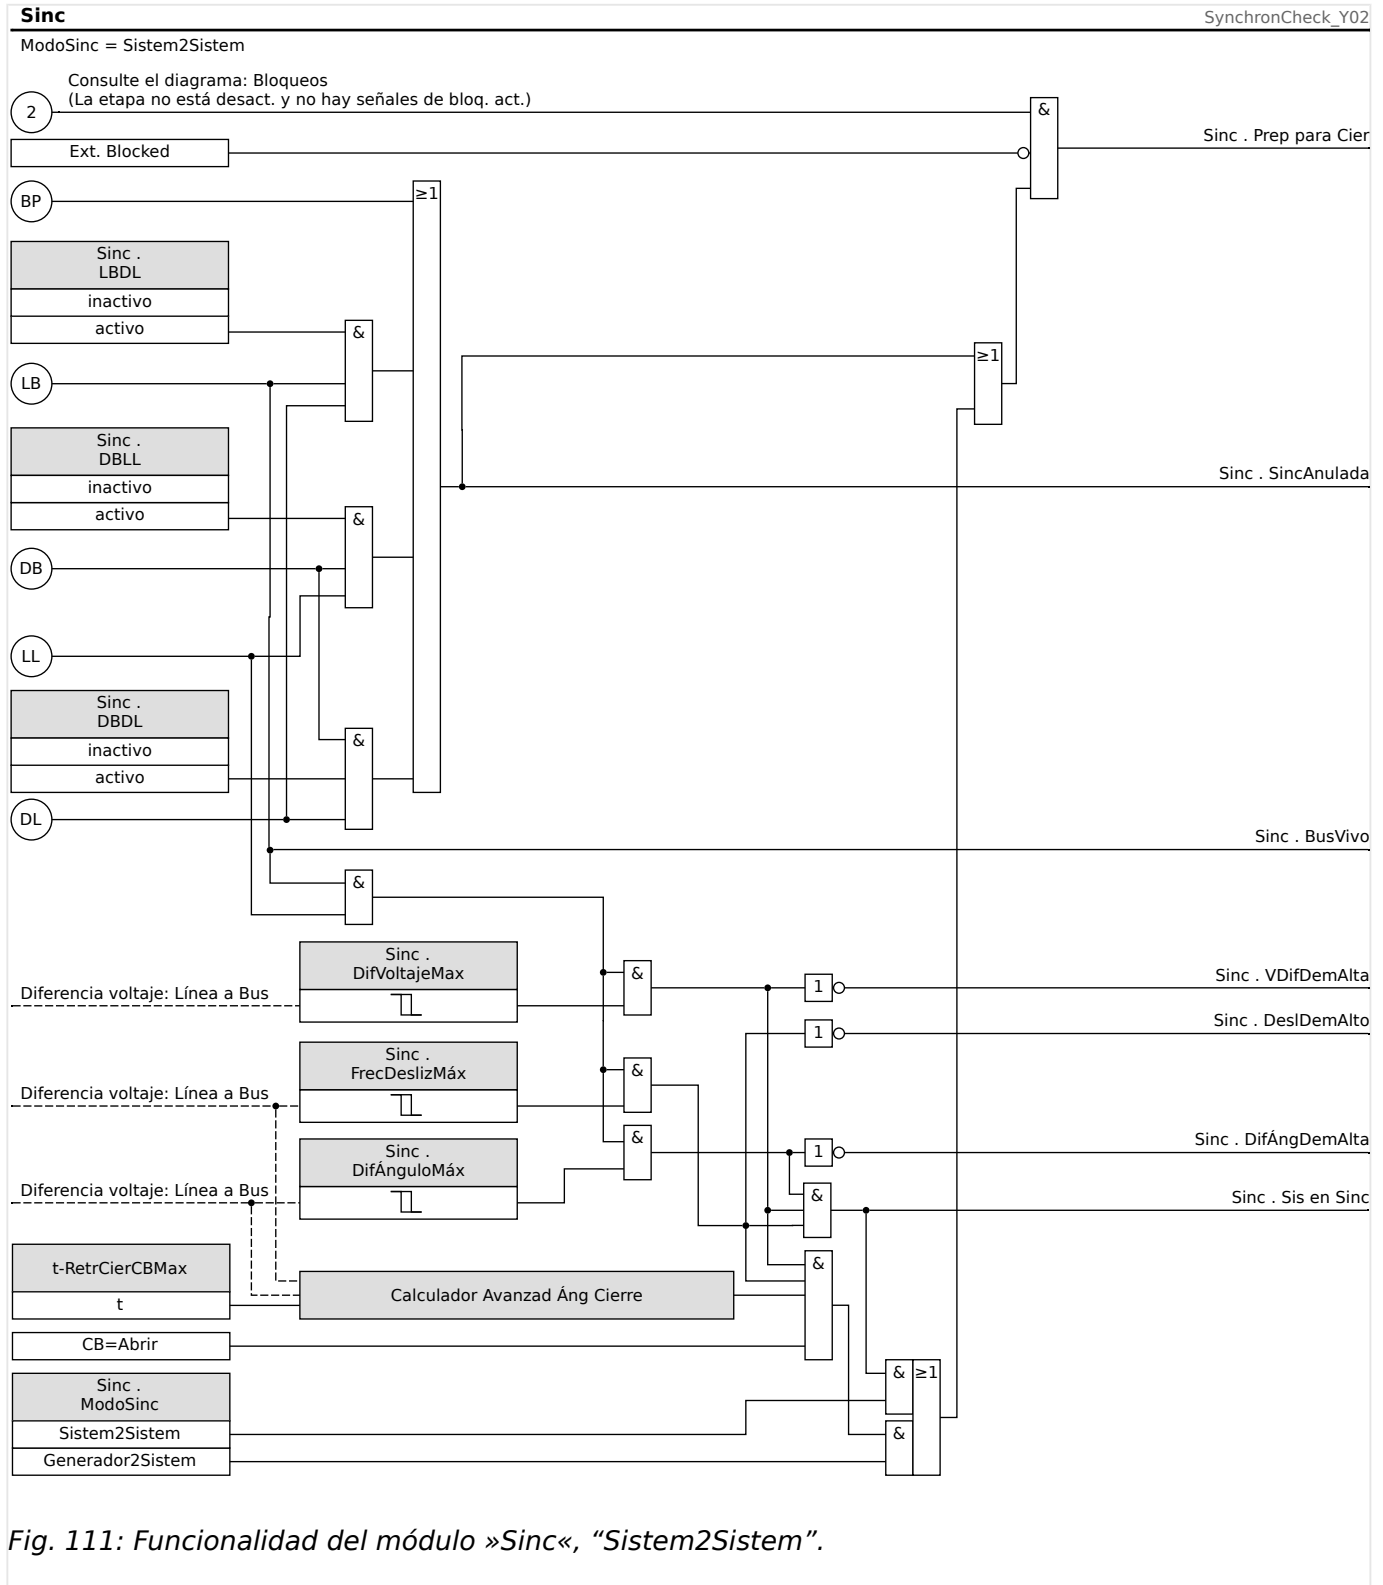 Sinc
SynchronCheck_Y02
ModoSinc = Sistem2Sistem
Consulte el diagrama: Bloqueos
(La etapa no está desact. y no hay señales de bloq. act.)
2
&
Sinc . Prep para Cier
Ext. Blocked
BP
≥1
Sinc .
LBDL
inactivo
activo
&
≥1
LB
Sinc .
DBLL
inactivo
activo
&
Sinc . SincAnulada
DB
LL
Sinc .
DBDL
inactivo
activo
&
DL
Sinc . BusVivo
&
Sinc .
DifVoltajeMax
Diferencia voltaje: Línea a Bus
&
1
Sinc . VDifDemAlta
1
Sinc . DeslDemAlto
Sinc .
FrecDeslizMáx
Diferencia voltaje: Línea a Bus
&
Sinc .
DifÁnguloMáx
Diferencia voltaje: Línea a Bus
&
1
Sinc . DifÁngDemAlta
&
Sinc . Sis en Sinc
t-RetrCierCBMax
t
Calculador Avanzad Áng Cierre
&
CB=Abrir
Sinc .
ModoSinc
Sistem2Sistem
Generador2Sistem
&
≥1
&
Fig. 111: Funcionalidad del módulo »Sinc«, “Sistem2Sistem”.